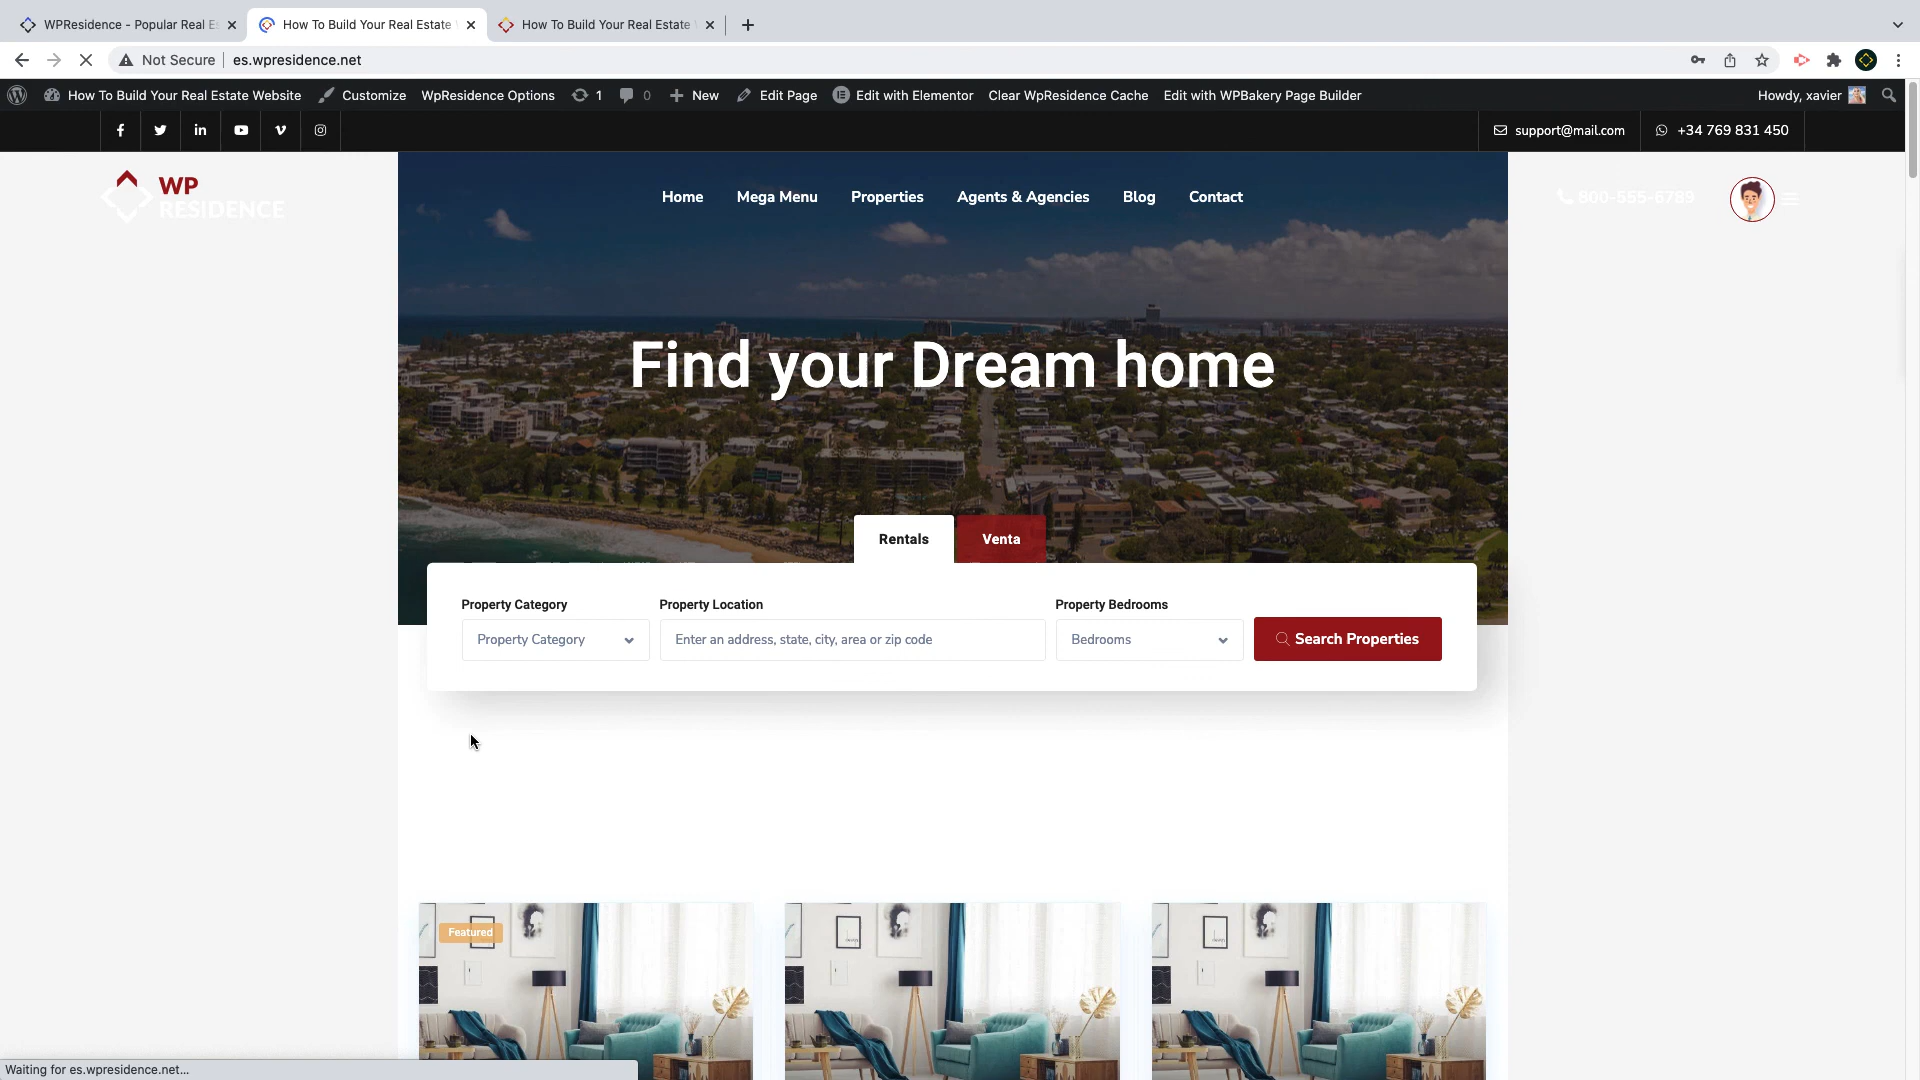 WPResidence - Popular Real Es
How To Build Your Real Estate
How To Build Your Real Estate
Not Secure
es.wpresidence.net
How To Build Your Real Estate Website
Customize
WpResidence Options
1
0
New
Edit Page
Edit with Elementor
Clear WpResidence Cache
Edit with WPBakery Page Builder
Howdy, xavier
support@mail.com
+34 769 831 450
WP
RESIDENCE
Home
Mega Menu
Properties
Agents & Agencies
Blog
Contact
800-555-6789
Find your Dream home
Rentals
Venta
Property Category
Property Location
Property Bedrooms
Property Category
Enter an address, state, city, area or zip code
Bedrooms
Search Properties
Featured
Waiting for es.wpresidence.net...